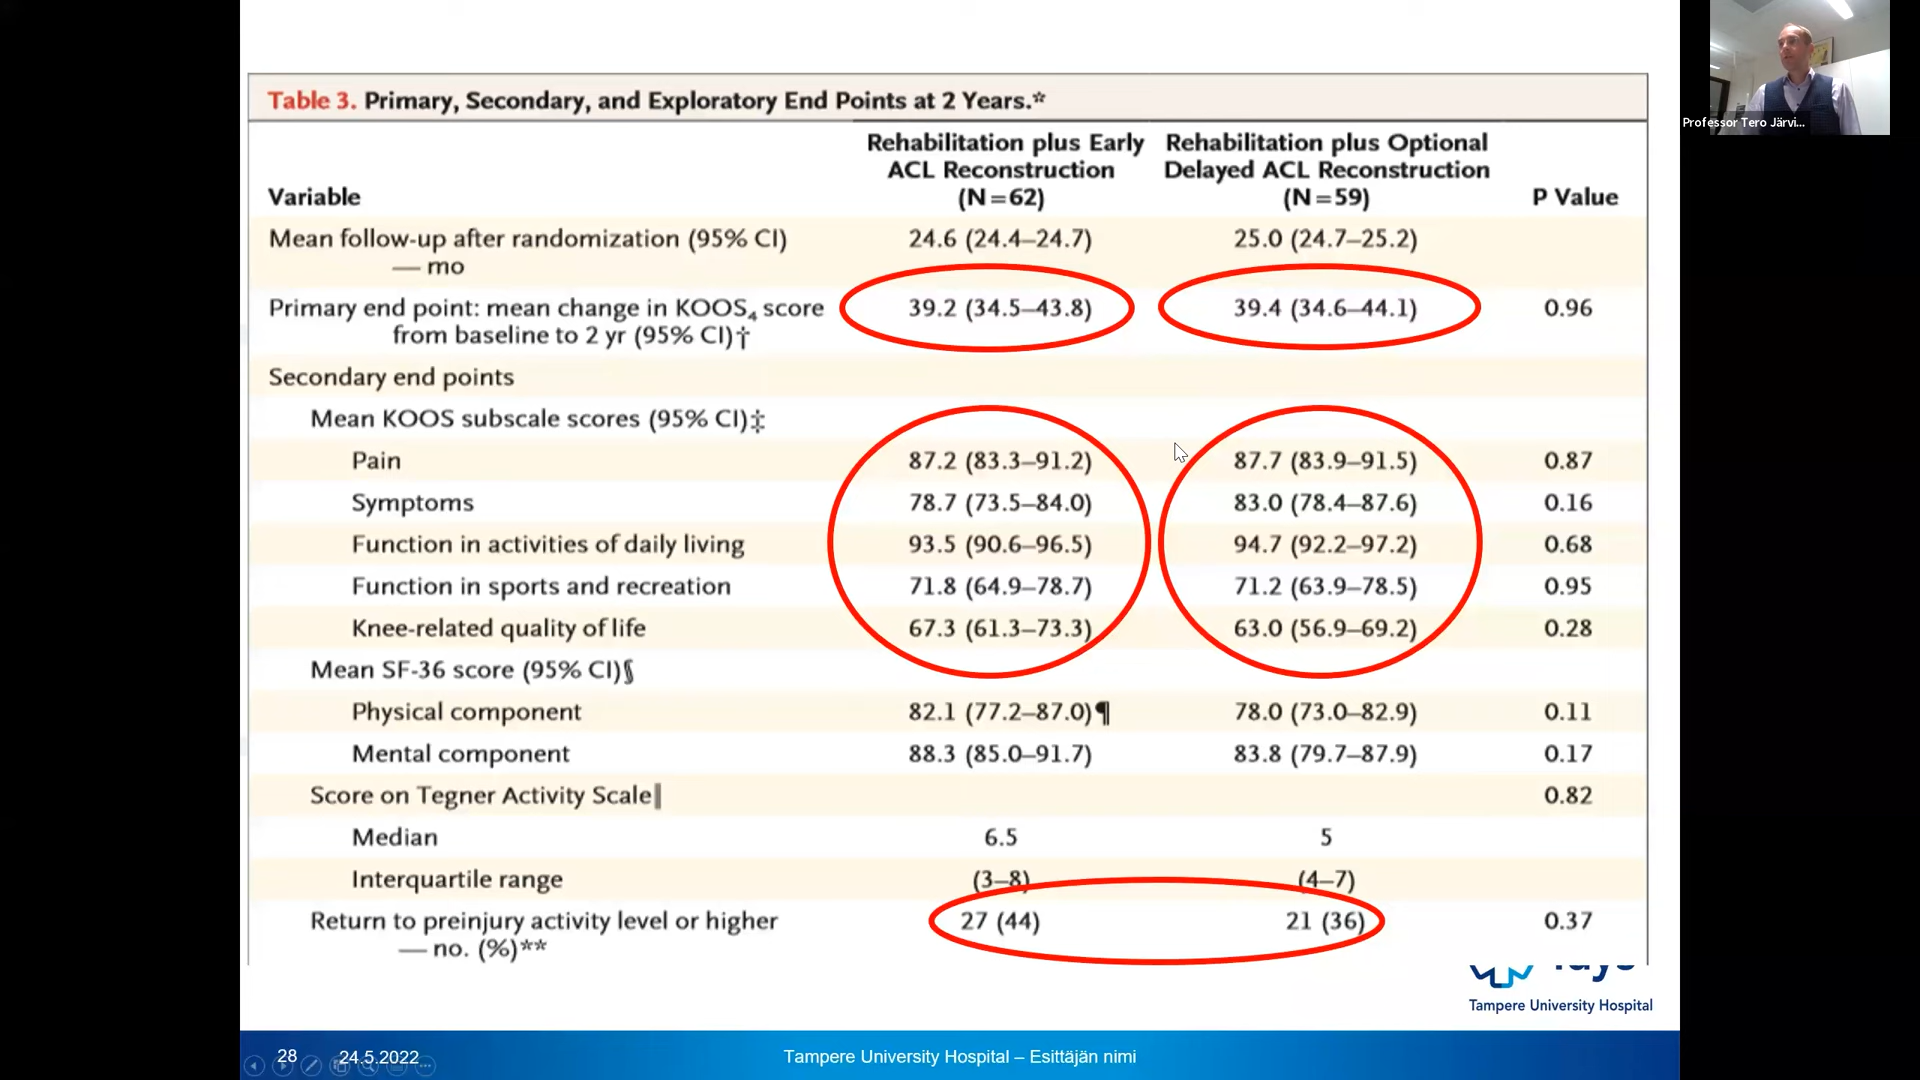 Professor Tero Järvi...
Table 3. Primary, Secondary, and Exploratory End Points at 2 Years.*
Variable Rehabilitation plus Early ACL Reconstruction (N=62) Rehabilitation plus Optional Delayed ACL Reconstruction (N=59) P Value
Mean follow-up after randomization (95% CI) 24.6 (24.4–24.7) 25.0 (24.7–25.2)
— mo
Primary end point: mean change in KOOS₄ score 39.2 (34.5–43.8) 39.4 (34.6–44.1) 0.96
from baseline to 2 yr (95% CI)†
Secondary end points
Mean KOOS subscale scores (95% CI)‡
Pain 87.2 (83.3–91.2) 87.7 (83.9–91.5) 0.87
Symptoms 78.7 (73.5–84.0) 83.0 (78.4–87.6) 0.16
Function in activities of daily living 93.5 (90.6–96.5) 94.7 (92.2–97.2) 0.68
Function in sports and recreation 71.8 (64.9–78.7) 71.2 (63.9–78.5) 0.95
Knee-related quality of life 67.3 (61.3–73.3) 63.0 (56.9–69.2) 0.28
Mean SF-36 score (95% CI)§
Physical component 82.1 (77.2–87.0)¶ 78.0 (73.0–82.9) 0.11
Mental component 88.3 (85.0–91.7) 83.8 (79.7–87.9) 0.17
Score on Tegner Activity Scale‖ 0.82
Median 6.5 5
Interquartile range (3–8) (4–7)
Return to preinjury activity level or higher 27 (44) 21 (36) 0.37
— no. (%)**
Tampere University Hospital
28 24.5.2022 Tampere University Hospital – Esittäjän nimi